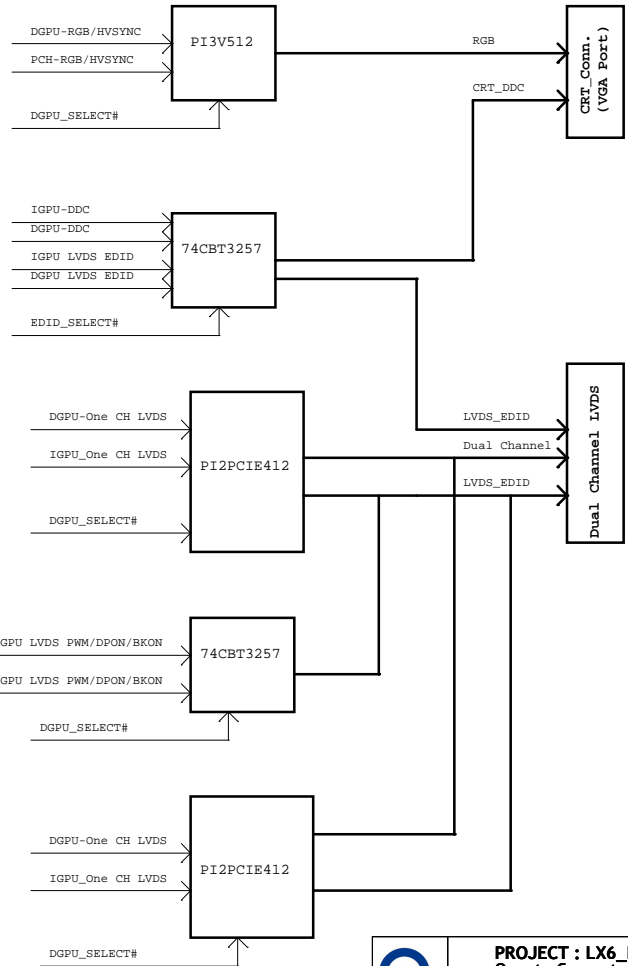 DGPU-RGB/HVSYNC
PCH-RGB/HVSYNC
DGPU_SELECT#
PI3V512
RGB
CRT_DDC
CRT_Conn.
(VGA Port)
IGPU-DDC
DGPU-DDC
IGPU LVDS EDID
DGPU LVDS EDID
EDID_SELECT#
74CBT3257
DGPU-One CH LVDS
IGPU_One CH LVDS
DGPU_SELECT#
PI2PCIE412
LVDS_EDID
Dual Channel
LVDS_EDID
Dual Channel LVDS
GPU LVDS PWM/DPON/BKON
GPU LVDS PWM/DPON/BKON
DGPU_SELECT#
74CBT3257
DGPU-One CH LVDS
IGPU_One CH LVDS
DGPU_SELECT#
PI2PCIE412
PROJECT : LX6_